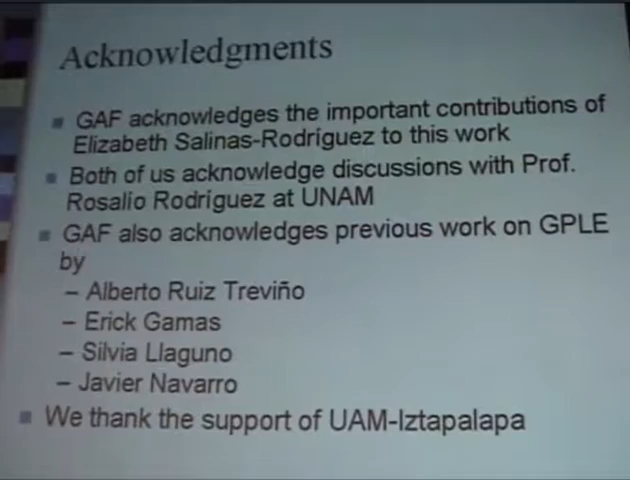 Acknowledgments
GAF acknowledges the important contributions of
Elizabeth Salinas-Rodríguez to this work
Both of us acknowledge discussions with Prof.
Rosalio Rodríguez at UNAM
GAF also acknowledges previous work on GPLE
by
– Alberto Ruiz Treviño
– Erick Gamas
– Silvia Llaguno
– Javier Navarro
We thank the support of UAM-Iztapalapa